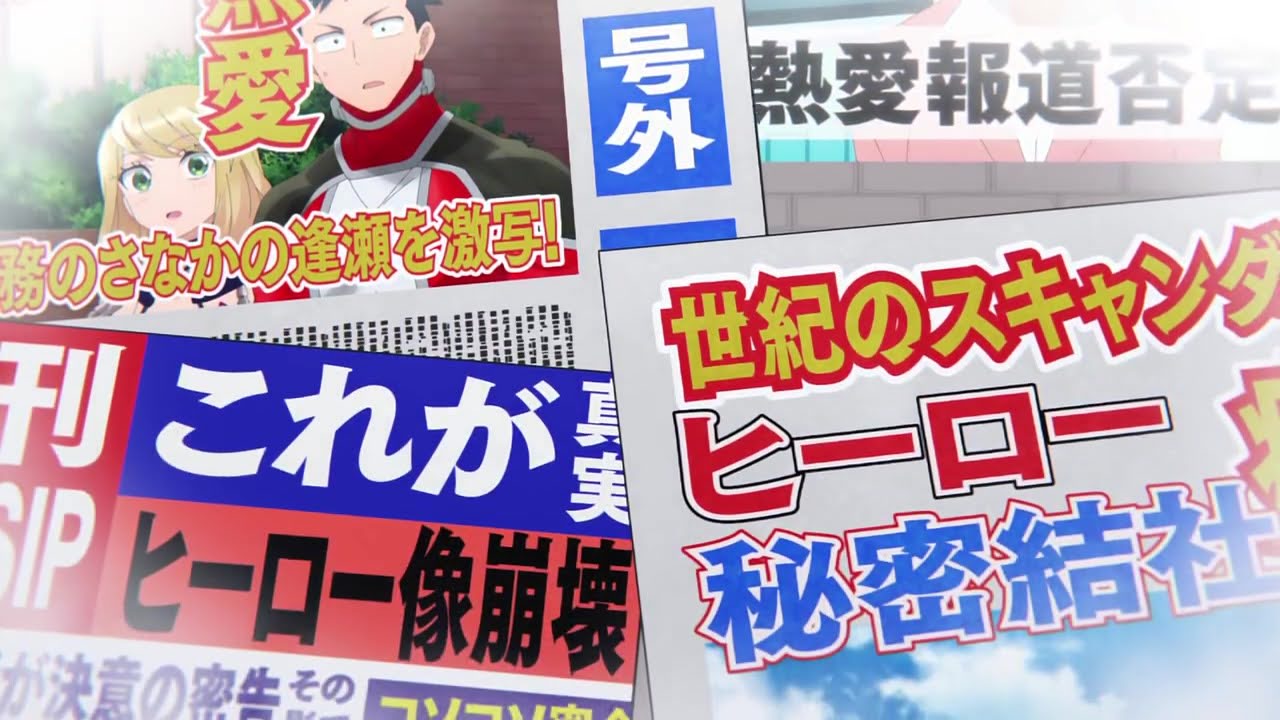 熱愛
務のさなかの逢瀬を激写!
号外
熱愛報道否定
世紀のスキャンダ
ヒーロー
秘密結社
刊
SIP
これが真実
ヒーロー像崩壊
が決意の密告その